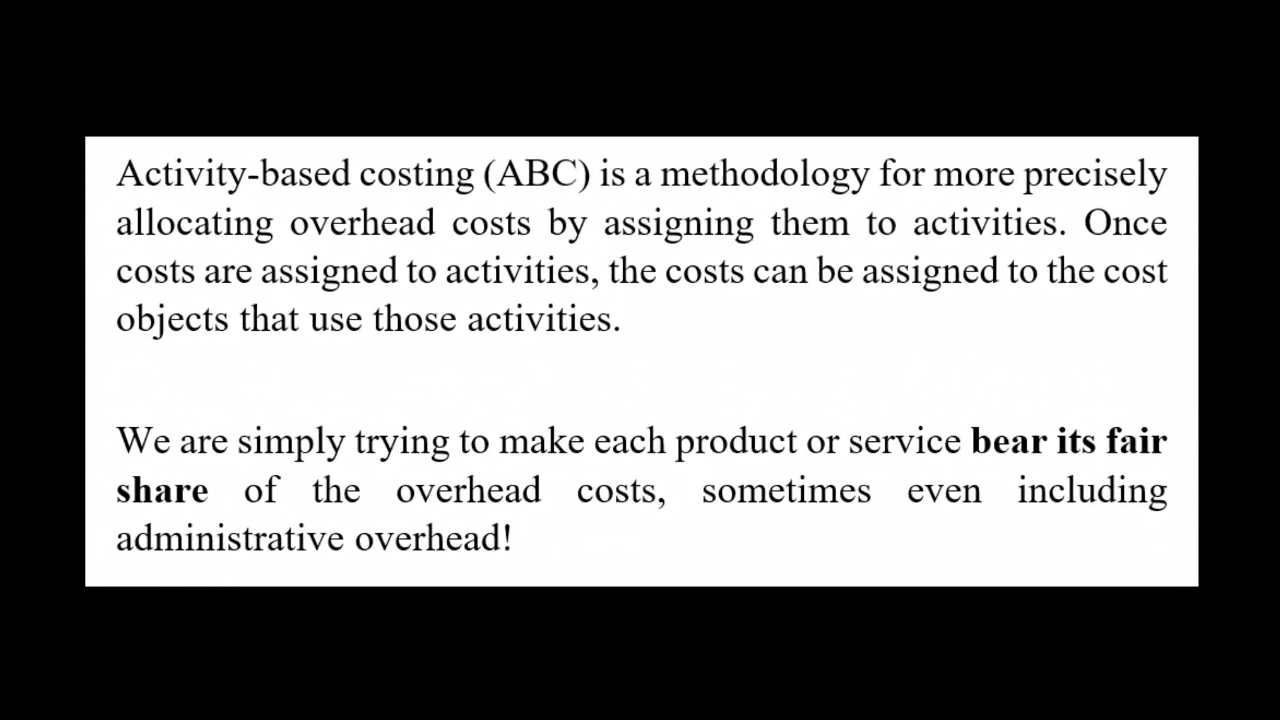 Activity-based costing (ABC) is a methodology for more precisely
allocating overhead costs by assigning them to activities. Once
costs are assigned to activities, the costs can be assigned to the cost
objects that use those activities.
We are simply trying to make each product or service bear its fair
share of the overhead costs, sometimes even including
administrative overhead!